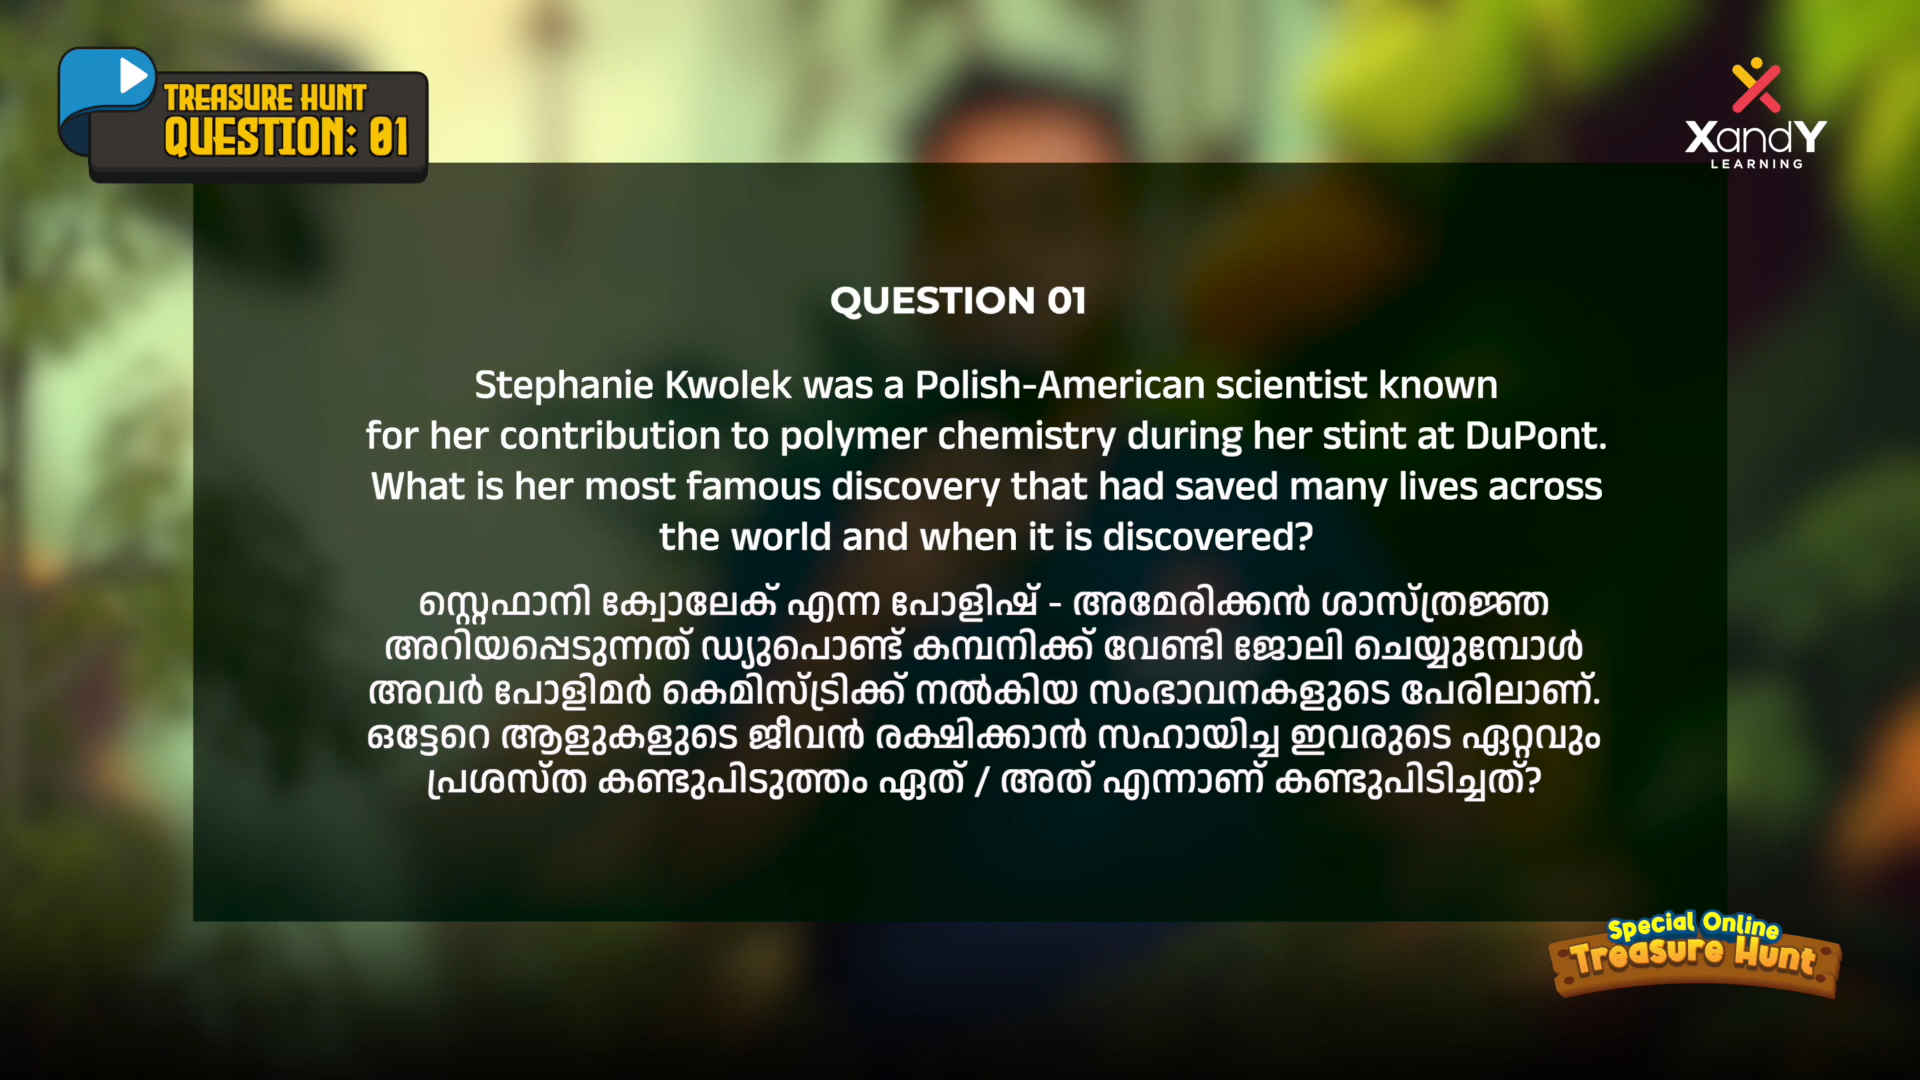 TREASURE HUNT
QUESTION: 01
XandY
LEARNING
QUESTION 01
Stephanie Kwolek was a Polish-American scientist known
for her contribution to polymer chemistry during her stint at DuPont.
What is her most famous discovery that had saved many lives across
the world and when it is discovered?
സ്റ്റെഫാനി ക്വോലേക് എന്ന പോളിഷ് - അമേരിക്കൻ ശാസ്ത്രജ്ഞ
അറിയപ്പെടുന്നത് ഡ്യുപൊണ്ട് കമ്പനിക്ക് വേണ്ടി ജോലി ചെയ്യുമ്പോൾ
അവർ പോളിമർ കെമിസ്ട്രിക്ക് നൽകിയ സംഭാവനകളുടെ പേരിലാണ്.
ഒട്ടേറെ ആളുകളുടെ ജീവൻ രക്ഷിക്കാൻ സഹായിച്ച ഇവരുടെ ഏറ്റവും
പ്രശസ്ത കണ്ടുപിടുത്തം ഏത് / അത് എന്നാണ് കണ്ടുപിടിച്ചത്?
Special Online
Treasure Hunt